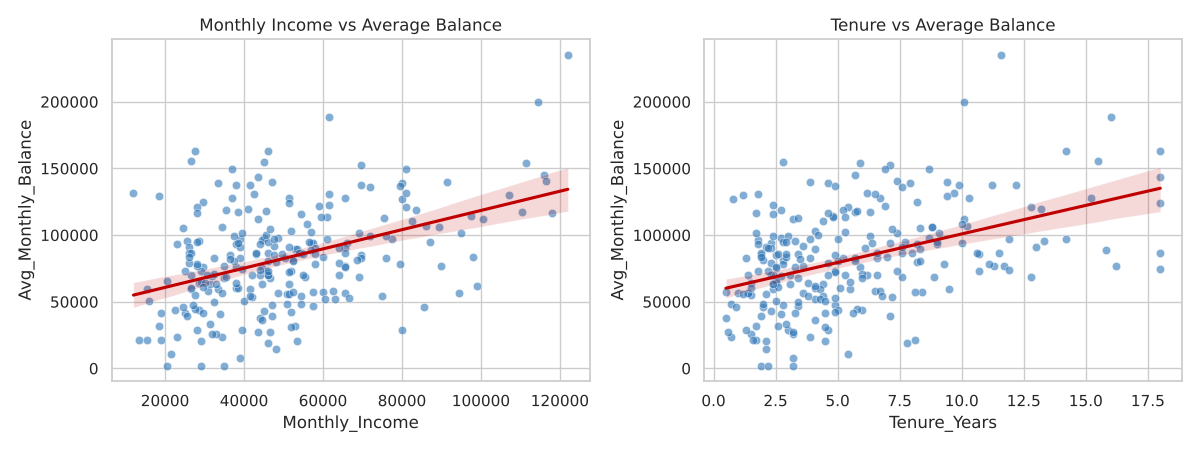 Monthly Income vs Average Balance
Avg_Monthly_Balance
200000
150000
100000
50000
0
20000 40000 60000 80000 100000 120000
Monthly_Income
Tenure vs Average Balance
Avg_Monthly_Balance
200000
150000
100000
50000
0
0.0 2.5 5.0 7.5 10.0 12.5 15.0 17.5
Tenure_Years